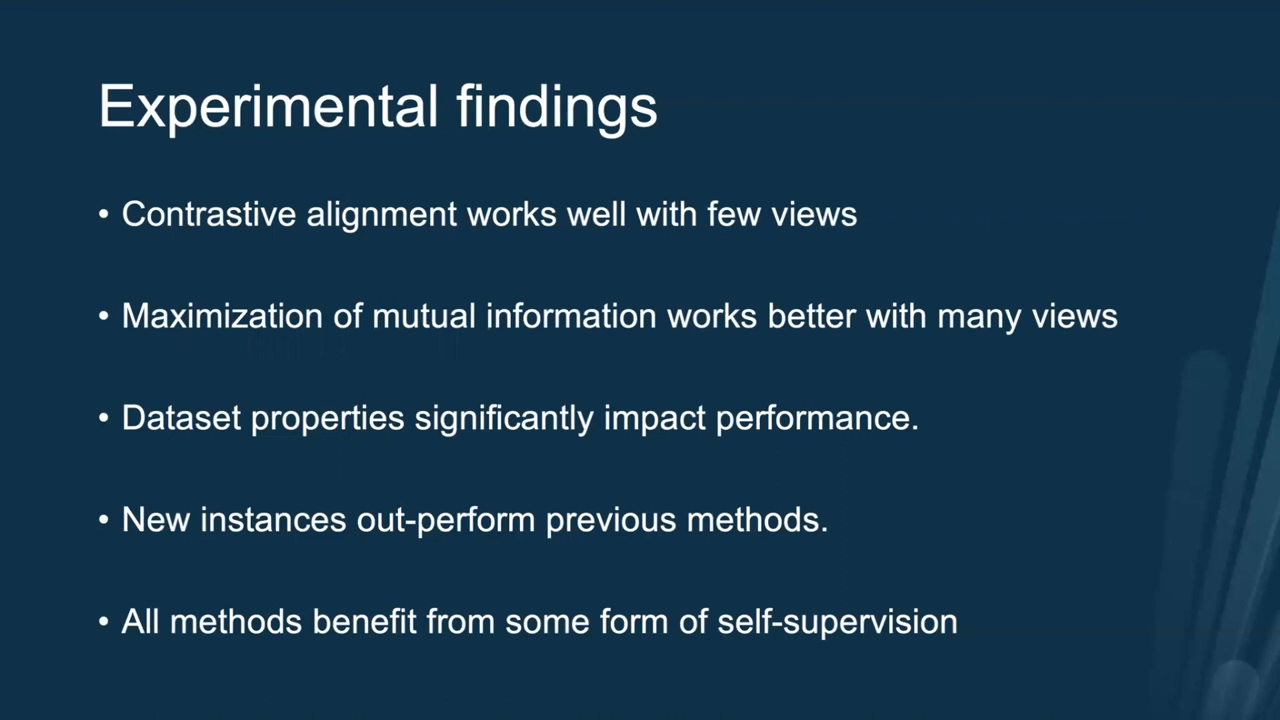 Experimental findings
• Contrastive alignment works well with few views
• Maximization of mutual information works better with many views
• Dataset properties significantly impact performance.
• New instances out-perform previous methods.
• All methods benefit from some form of self-supervision